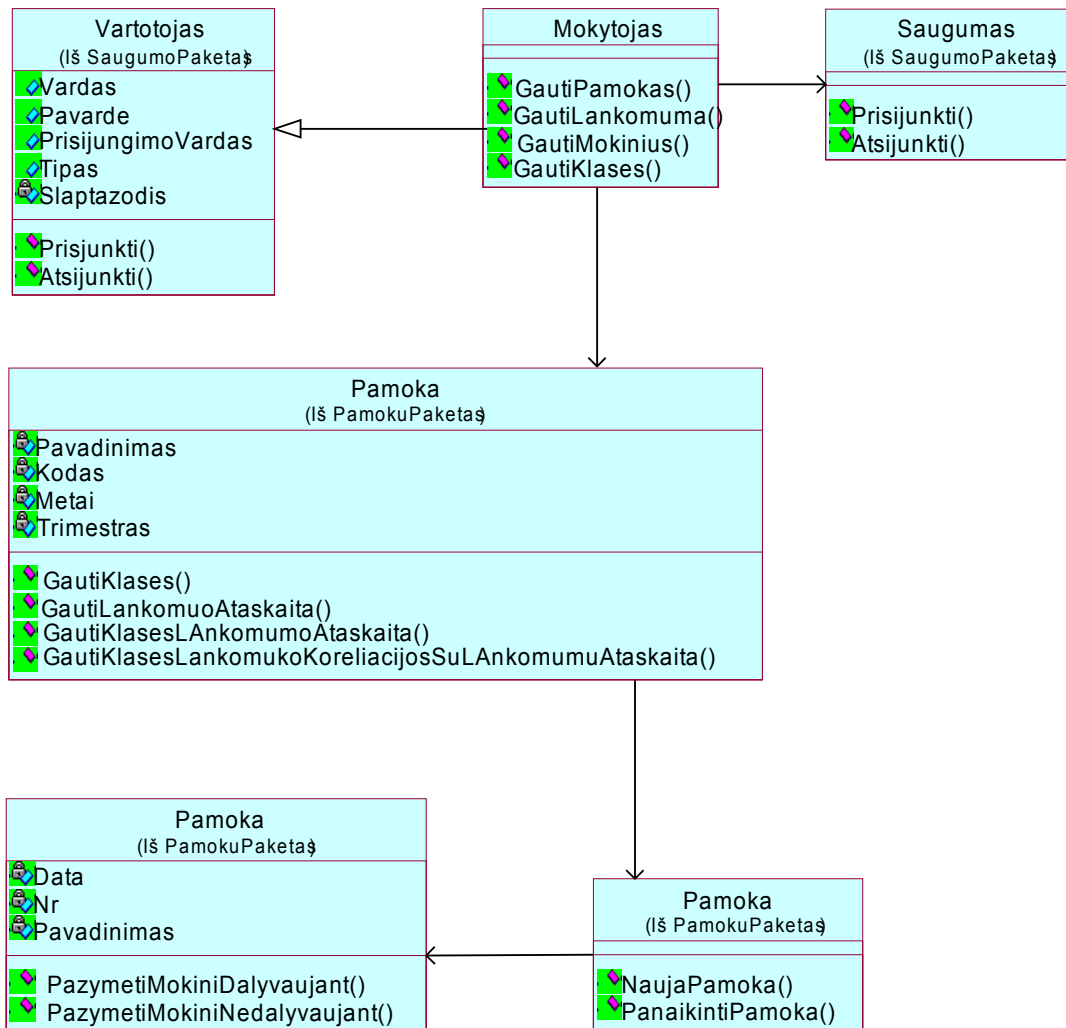 Vartotojas
(Iš SaugumoPaketas)
Vardas
Pavarde
PrisijungimoVardas
Tipas
Slaptazodis
Prisjunkti()
Atsijunkti()
Mokytojas
GautiPamokas()
GautiLankomuma()
GautiMokinius()
GautiKlases()
Saugumas
(Iš SaugumoPaketas)
Prisijunkti()
Atsijunkti()
Pamoka
(Iš PamokuPaketas)
Pavadinimas
Kodas
Metai
Trimestras
GautiKlases()
GautiLankomuoAtaskaita()
GautiKlasesLAnkomumoAtaskaita()
GautiKlasesLankomukoKoreliacijosSuLAnkomumuAtaskaita()
Pamoka
(Iš PamokuPaketas)
Data
Nr
Pavadinimas
PazymetiMokiniDalyvaujant()
PazymetiMokiniNedalyvaujant()
Pamoka
(Iš PamokuPaketas)
NaujaPamoka()
PanaikintiPamoka()